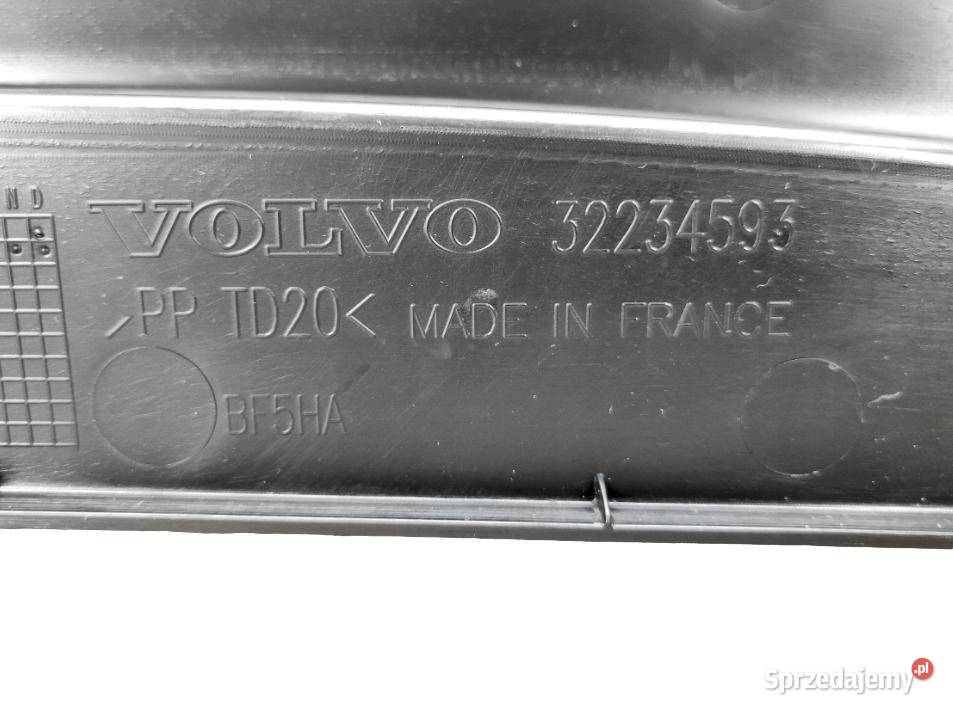 N D
VOLVO 32234593
>PP TD20< MADE IN FRANCE
BF5HA
Sprzedajemy.pl